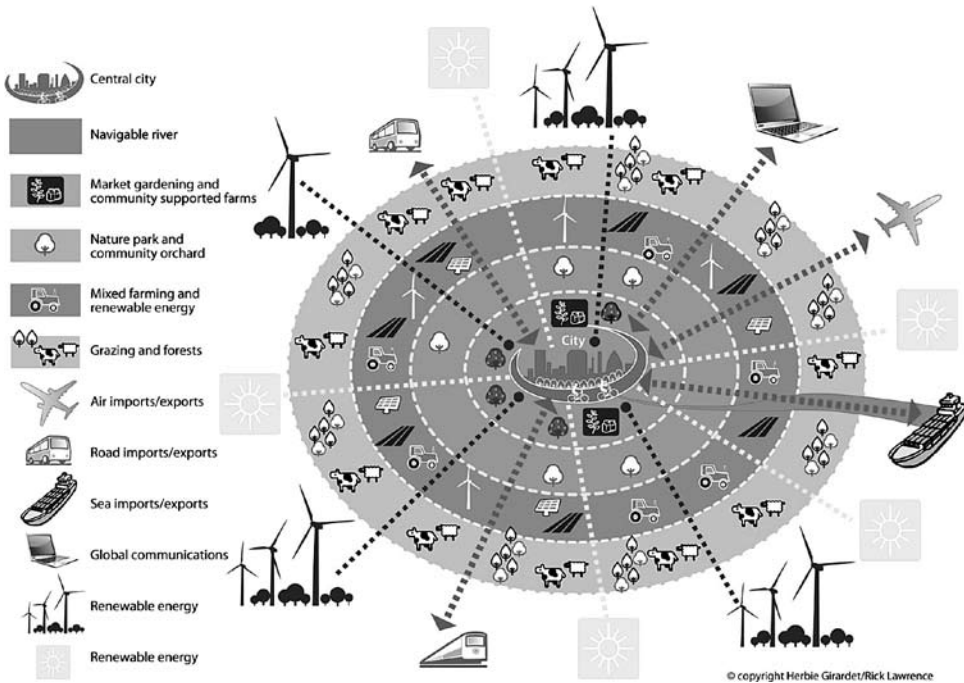 Central city
Navigable river
Market gardening and
community supported farms
Nature park and
community orchard
Mixed farming and
renewable energy
Grazing and forests
Air imports/exports
Road imports/exports
Sea imports/exports
Global communications
Renewable energy
Renewable energy
City
© copyright Herbie Girardet/Rick Lawrence